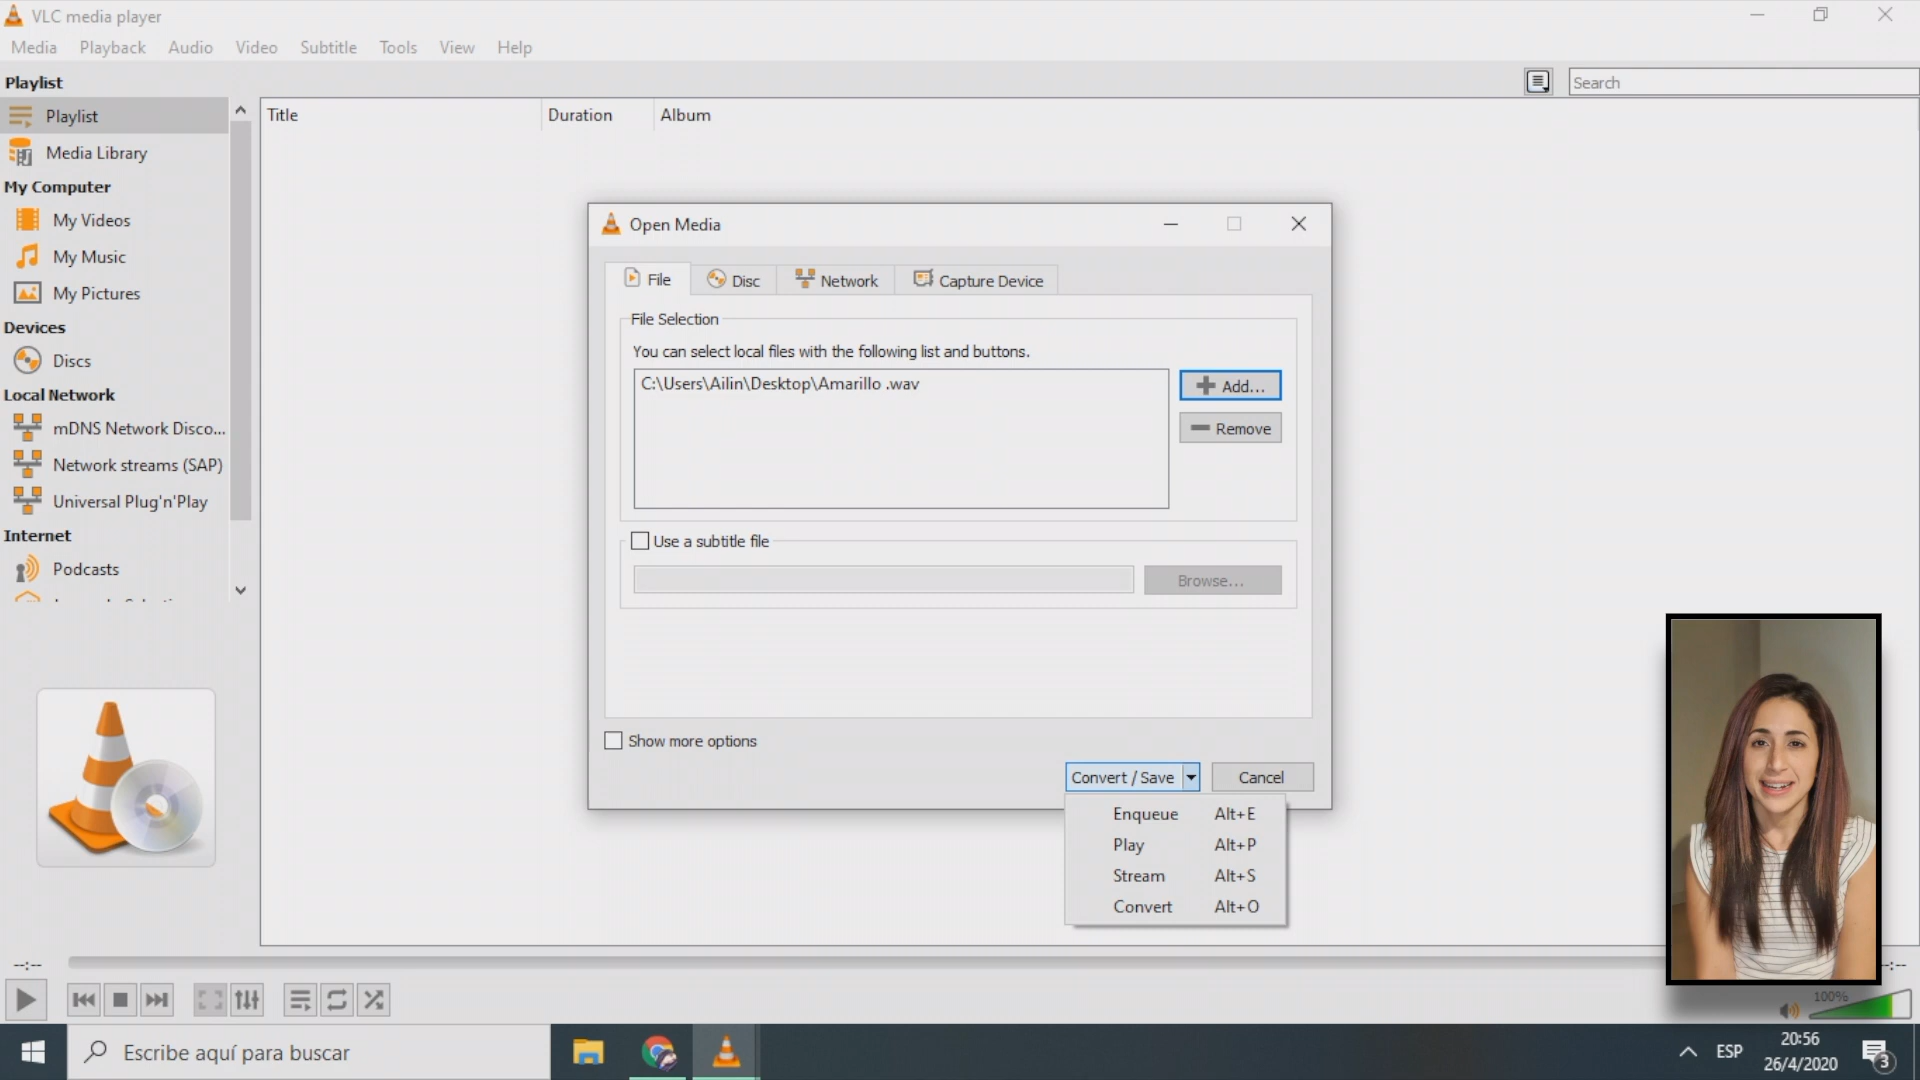 VLC media player
Media Playback Audio Video Subtitle Tools View Help
Playlist
Search
Playlist
Media Library
My Computer
My Videos
My Music
My Pictures
Devices
Discs
Local Network
mDNS Network Disco...
Network streams (SAP)
Universal Plug'n'Play
Internet
Podcasts
Title Duration Album
Open Media
File Disc Network Capture Device
File Selection
You can select local files with the following list and buttons.
C:\Users\Ailin\Desktop\Amarillo .wav
Add...
Remove
Use a subtitle file
Browse...
Show more options
Convert / Save Cancel
Enqueue Alt+E
Play Alt+P
Stream Alt+S
Convert Alt+O
--:--
100%
Escribe aquí para buscar
ESP
20:56
26/4/2020
3